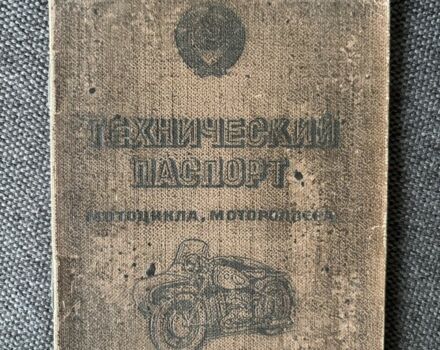 ТЕХНИЧЕСКИЙ
ПАСПОРТ
МОТОЦИКЛА, МОТОРОЛЛЕРА